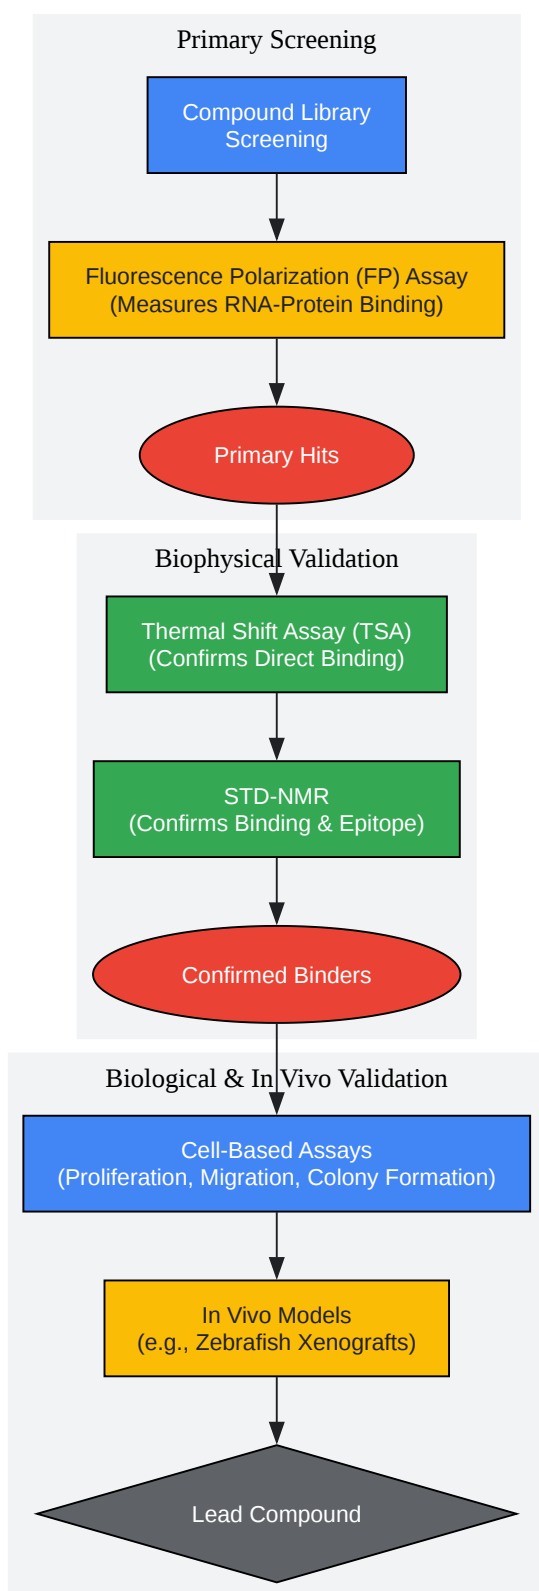 Primary Screening
Compound Library
Screening
Fluorescence Polarization (FP) Assay
(Measures RNA-Protein Binding)
Primary Hits
Biophysical Validation
Thermal Shift Assay (TSA)
(Confirms Direct Binding)
STD-NMR
(Confirms Binding & Epitope)
Confirmed Binders
Biological & In Vivo Validation
Cell-Based Assays
(Proliferation, Migration, Colony Formation)
In Vivo Models
(e.g., Zebrafish Xenografts)
Lead Compound